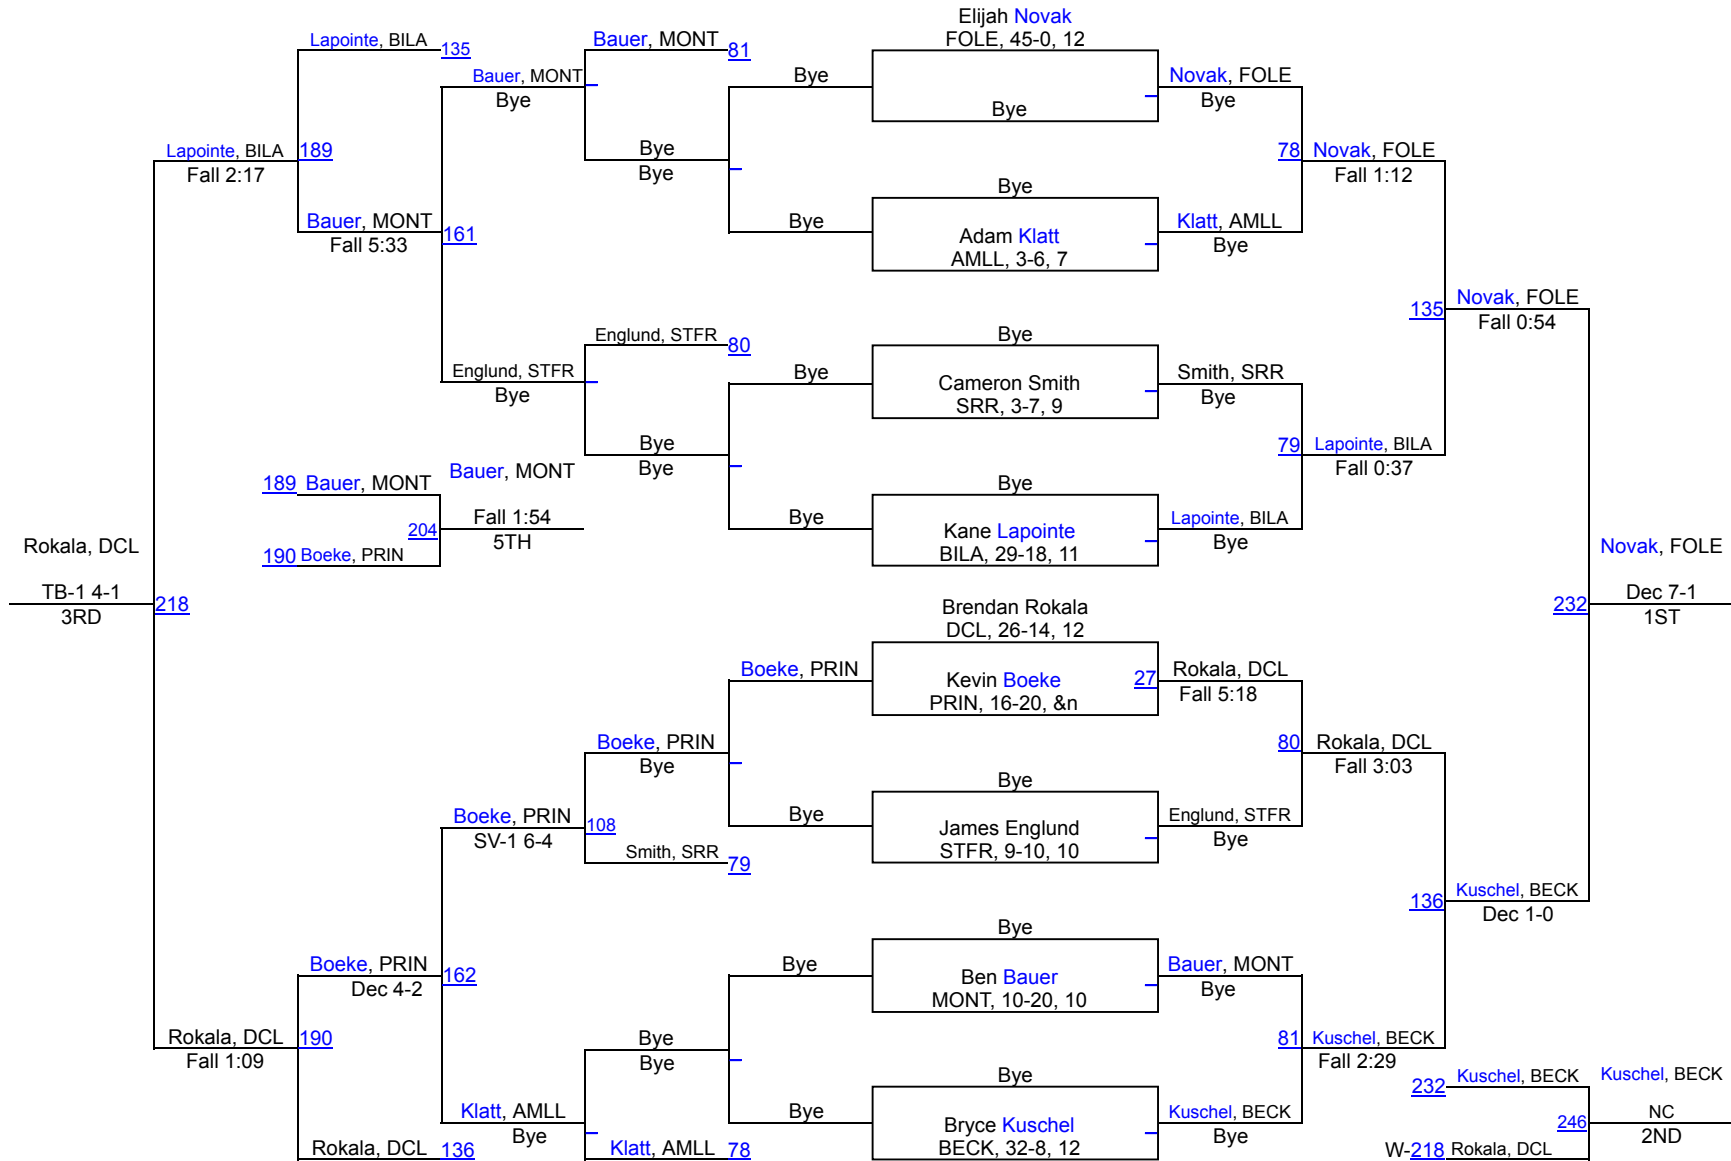 Elijah Novak
FOLE, 45-0, 12
Lapointe, BILA 135
Bauer, MONT 81
Bauer, MONT
Bye
Bye
Novak, FOLE
Bye
Bye
Lapointe, BILA 189
Fall 2:17
Bye
Bye
78 Novak, FOLE
Fall 1:12
Bye
Bauer, MONT
Fall 5:33
161
Bye
Adam Klatt
AMLL, 3-6, 7
Klatt, AMLL
Bye
135 Novak, FOLE
Fall 0:54
Englund, STFR 80
Bye
Englund, STFR
Bye
Bye
Cameron Smith
SRR, 3-7, 9
Smith, SRR
Bye
Bye
Bye
79 Lapointe, BILA
Fall 0:37
189 Bauer, MONT
Bauer, MONT
Bye
204
Fall 1:54
5TH
Bye
Kane Lapointe
BILA, 29-18, 11
Lapointe, BILA
Bye
190 Boeke, PRIN
Rokala, DCL
TB-1 4-1
3RD
218
Novak, FOLE
232
Dec 7-1
1ST
Brendan Rokala
DCL, 26-14, 12
Boeke, PRIN
Kevin Boeke
PRIN, 16-20, &n
27 Rokala, DCL
Fall 5:18
Boeke, PRIN
Bye
80 Rokala, DCL
Fall 3:03
Bye
Boeke, PRIN
SV-1 6-4
108
Bye
James Englund
STFR, 9-10, 10
Englund, STFR
Bye
Smith, SRR 79
136 Kuschel, BECK
Dec 1-0
Bye
Boeke, PRIN
Dec 4-2
162
Bye
Ben Bauer
MONT, 10-20, 10
Bauer, MONT
Bye
Rokala, DCL 190
Fall 1:09
Bye
Bye
81 Kuschel, BECK
Fall 2:29
Bye
232 Kuschel, BECK
Kuschel, BECK
Klatt, AMLL
Bye
Bye
Bryce Kuschel
BECK, 32-8, 12
Kuschel, BECK
Bye
246
NC
2ND
Rokala, DCL 136
Klatt, AMLL 78
W-218 Rokala, DCL